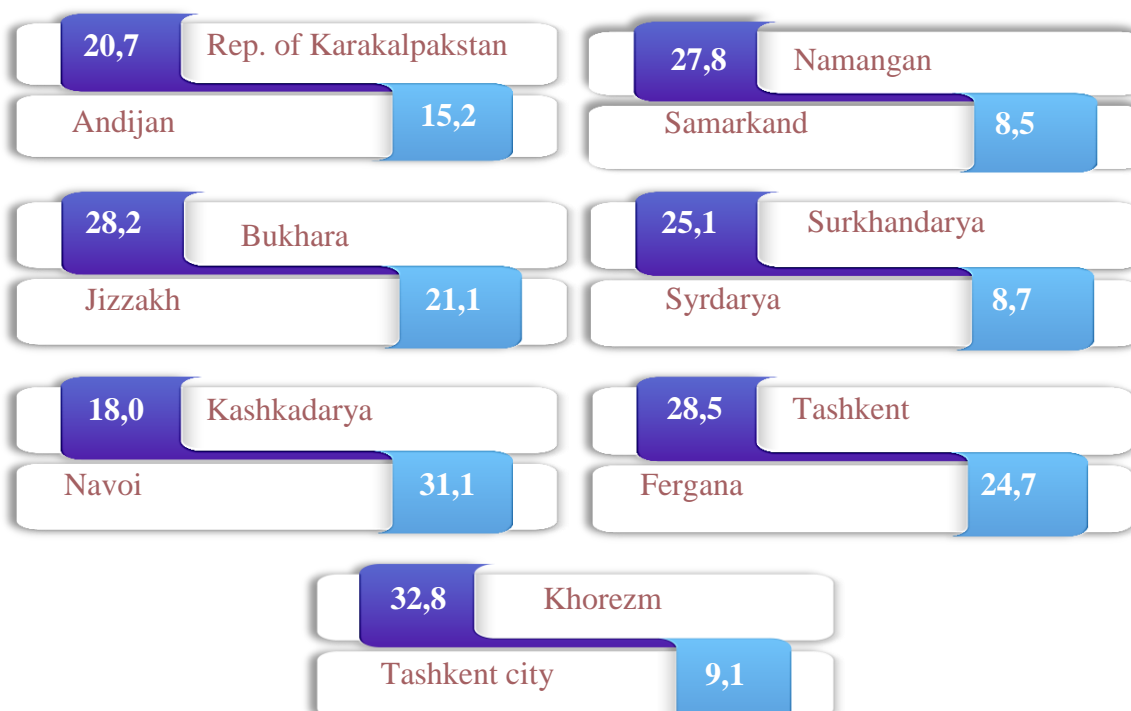 20,7 Rep. of Karakalpakstan
Andijan 15,2
27,8 Namangan
Samarkand 8,5
28,2 Bukhara
Jizzakh 21,1
25,1 Surkhandarya
Syrdarya 8,7
18,0 Kashkadarya
Navoi 31,1
28,5 Tashkent
Fergana 24,7
32,8 Khorezm
Tashkent city 9,1